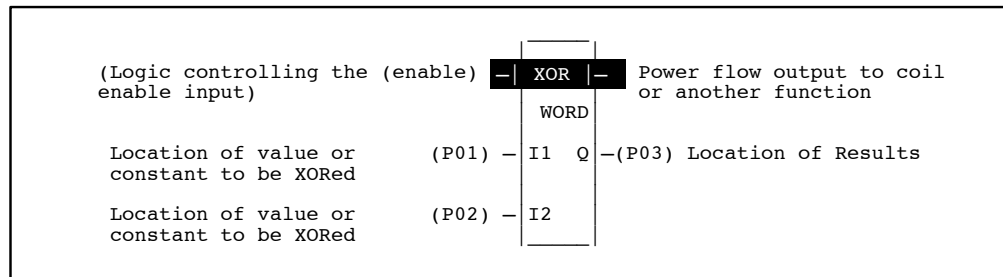 (Logic controlling the (enable) —| XOR |— Power flow output to coil
enable input) or another function
WORD
Location of value or (P01) —|I1 Q|—(P03) Location of Results
constant to be XORed
Location of value or (P02) —|I2
constant to be XORed